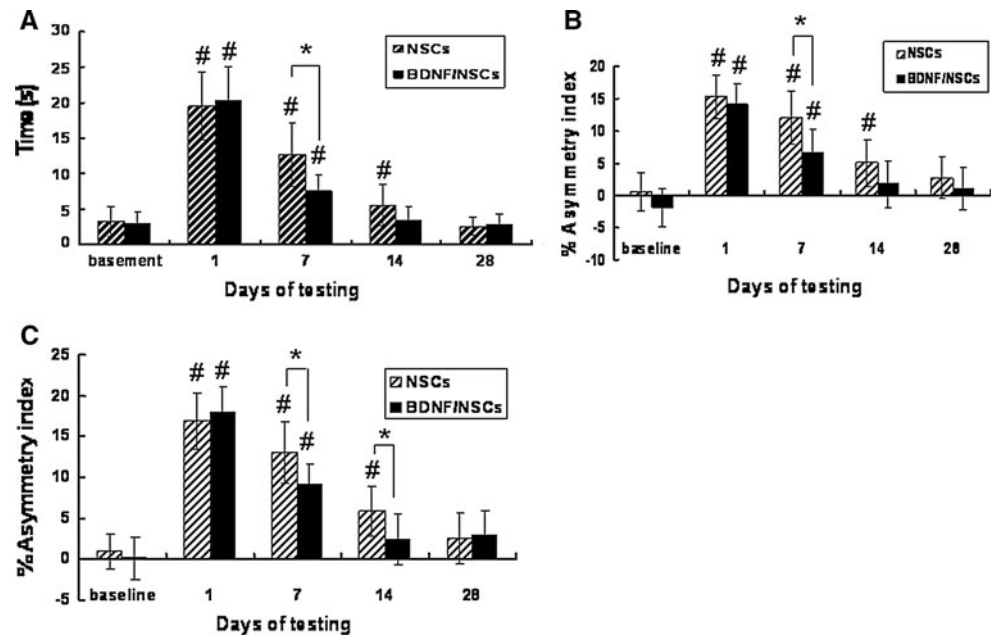 A
30
25
20
15
10
5
0
Time(s)
# #
#
*
#
#
NSCs
BDNF/NSCs
basement 1 7 14 28
Days of testing
B
20
15
10
5
0
-5
-10
% Asymmetry index
# #
#
*
#
#
NSCs
BDNF/NSCs
baseline 1 7 14 28
Days of testing
C
25
20
15
10
5
0
-5
% Asymmetry index
# #
#
*
#
#
*
NSCs
BDNF/NSCs
baseline 1 7 14 28
Days of testing